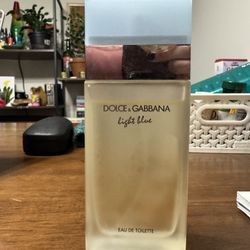 DOLCE & GABBANA
light blue
EAU DE TOILETTE